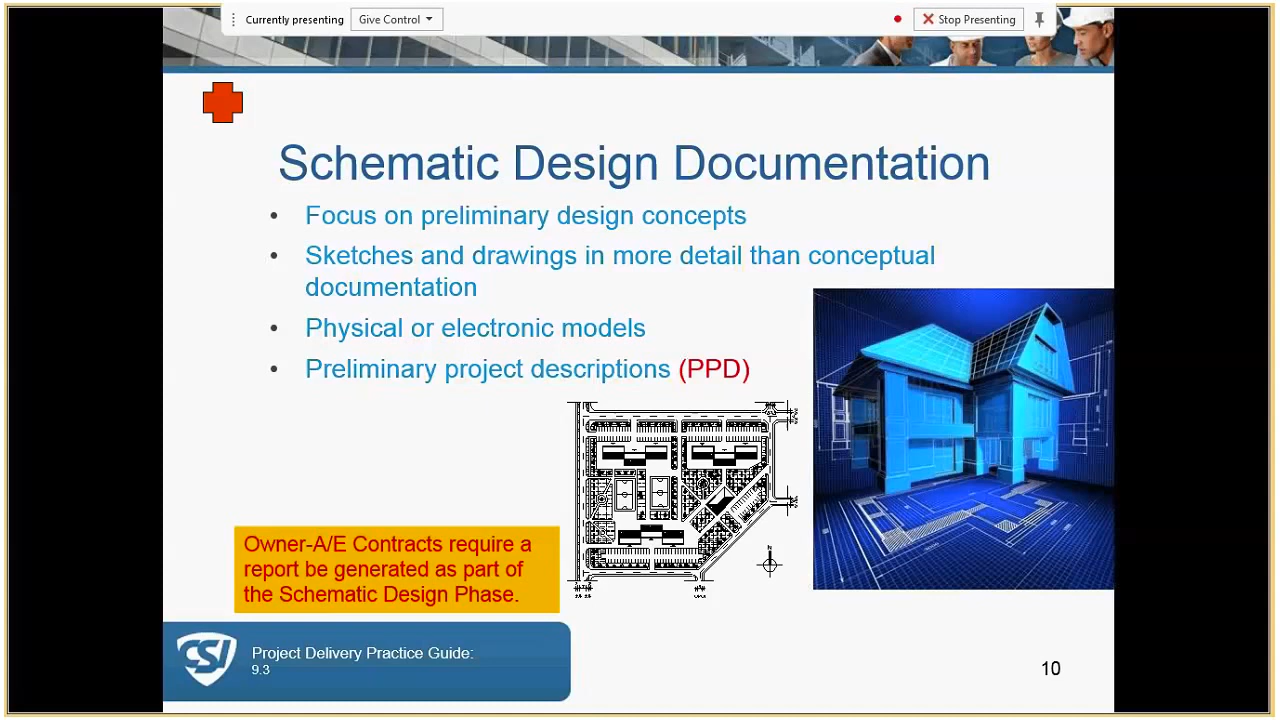 Currently presenting
Give Control
Stop Presenting
Schematic Design Documentation
• Focus on preliminary design concepts
• Sketches and drawings in more detail than conceptual
documentation
• Physical or electronic models
• Preliminary project descriptions (PPD)
Owner-A/E Contracts require a
report be generated as part of
the Schematic Design Phase.
CSI
Project Delivery Practice Guide:
9.3
10